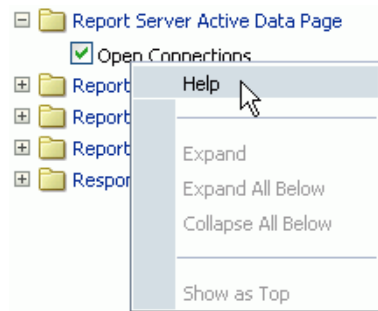 Report Server Active Data Page
Open Connections
Report
Help
Report
Report
Expand
Respon
Expand All Below
Collapse All Below
Show as Top